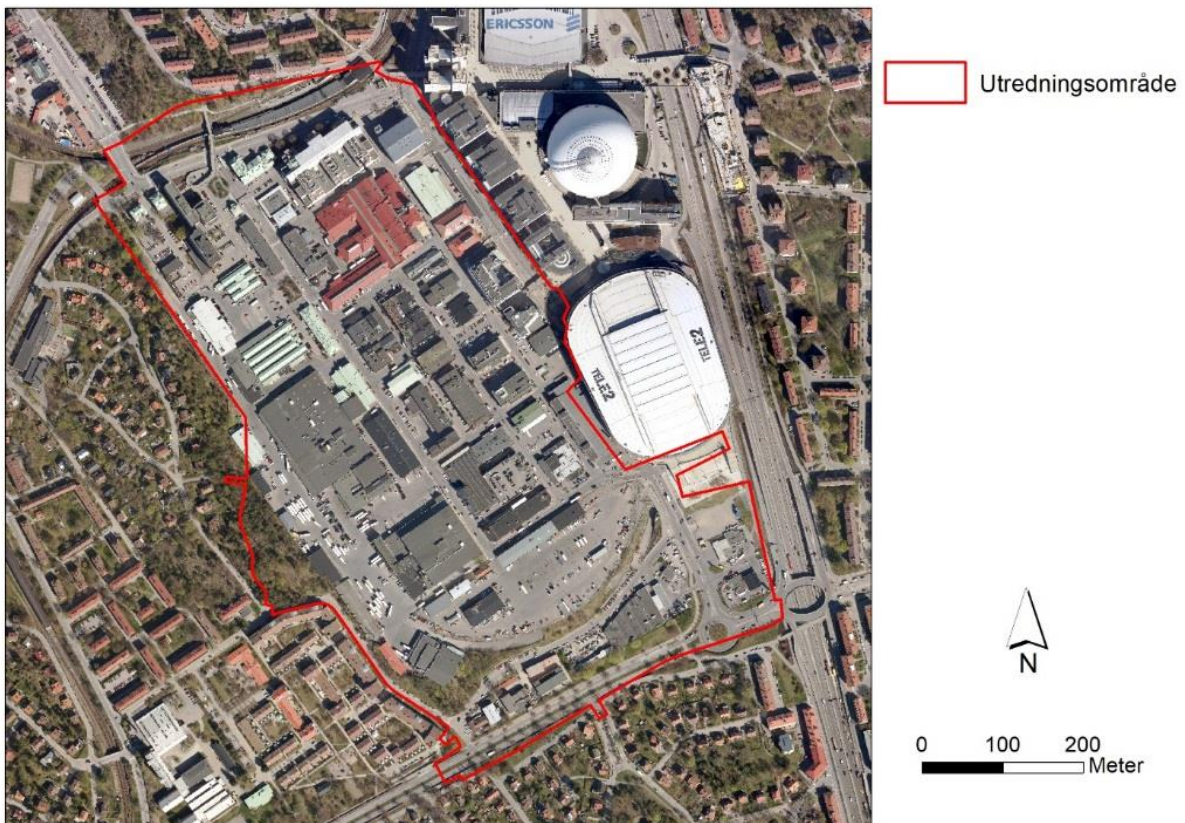 ERICSSON
Utredningsområde
TELE2
TELE2
N
0 100 200
Meter